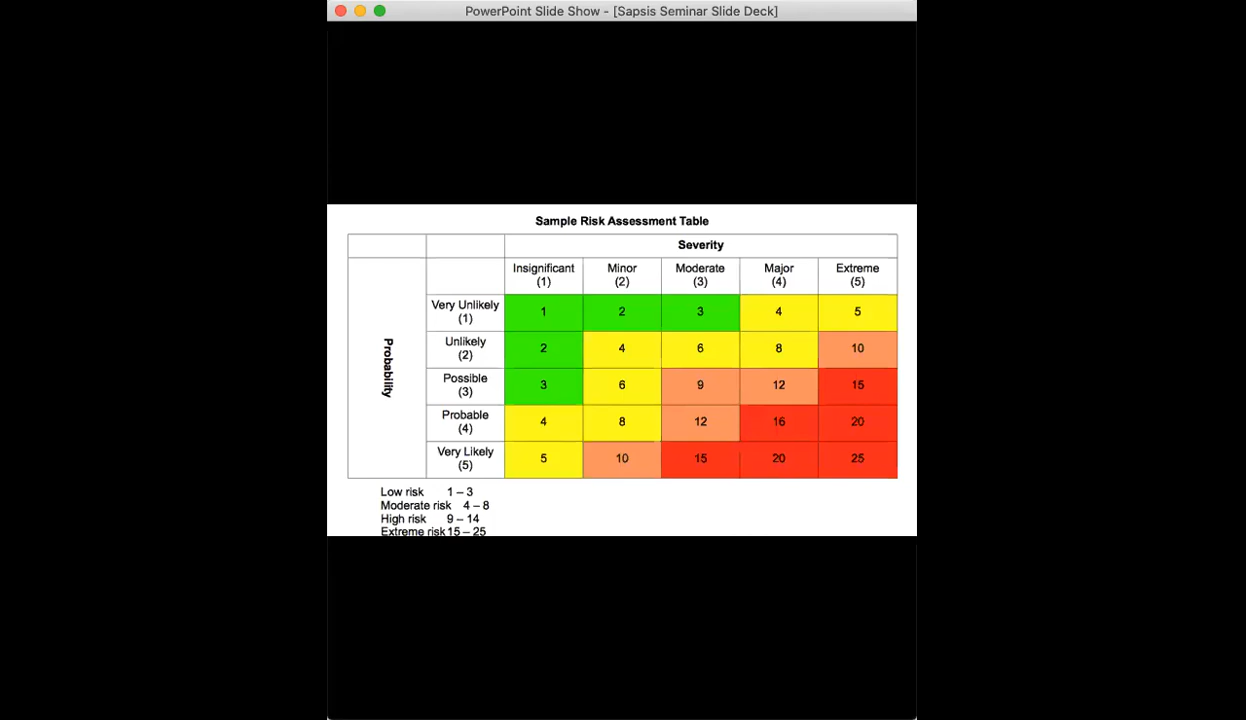 PowerPoint Slide Show - [Sapsis Seminar Slide Deck]
Sample Risk Assessment Table
Severity
Insignificant (1) Minor (2) Moderate (3) Major (4) Extreme (5)
Probability
Very Unlikely (1) 1 2 3 4 5
Unlikely (2) 2 4 6 8 10
Possible (3) 3 6 9 12 15
Probable (4) 4 8 12 16 20
Very Likely (5) 5 10 15 20 25
Low risk 1 – 3
Moderate risk 4 – 8
High risk 9 – 14
Extreme risk 15 – 25